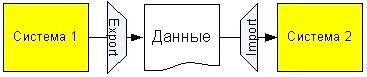 Система 1
Export
Данные
Import
Система 2